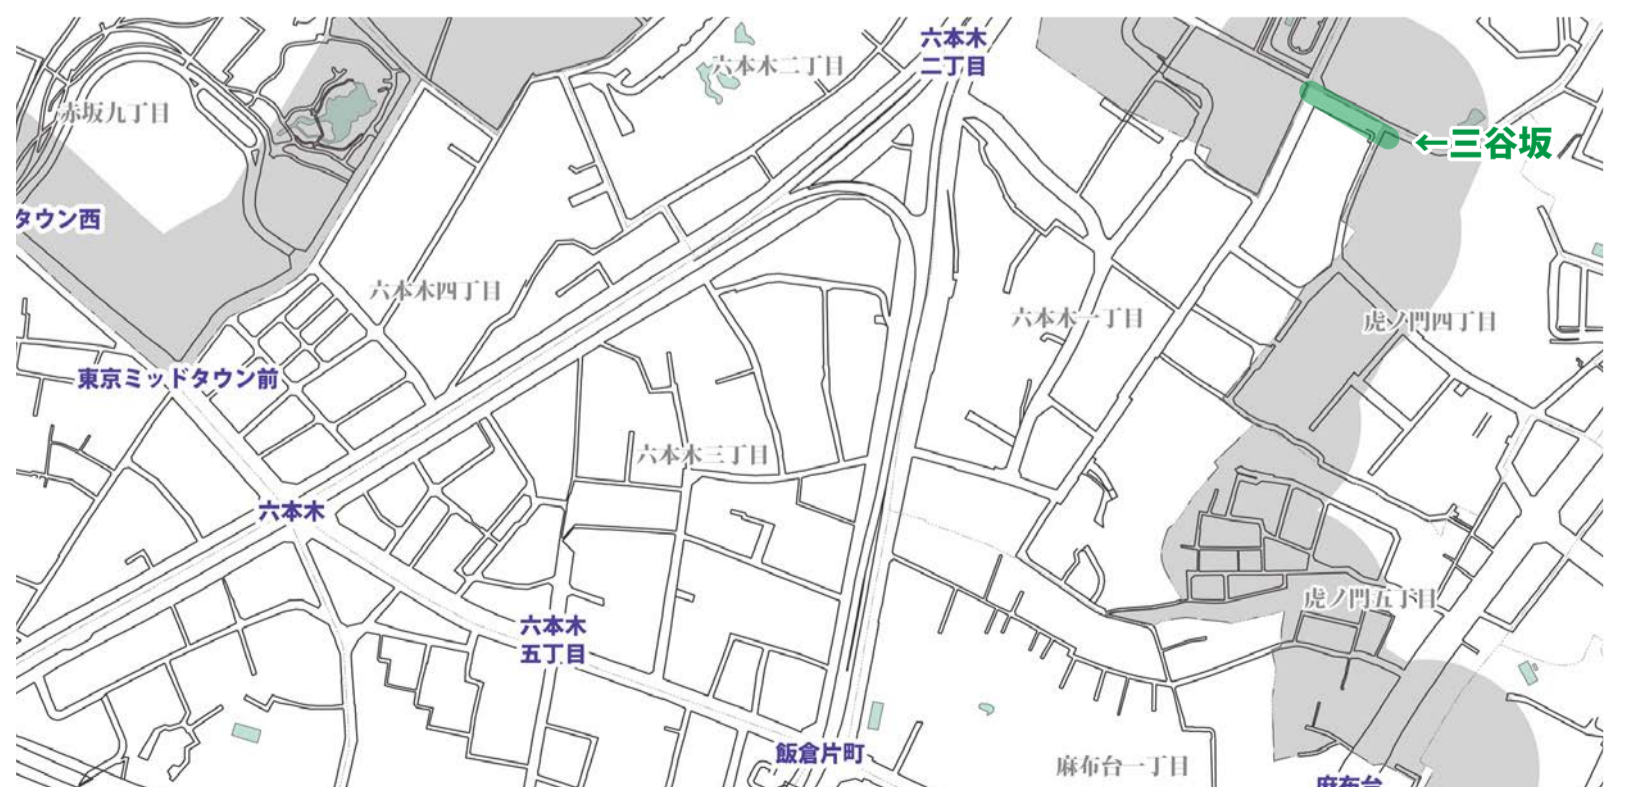 六本木
二丁目
六本木二丁目
赤坂九丁目
←三谷坂
タウン西
六本木四丁目
六本木一丁目
虎ノ門四丁目
東京ミッドタウン前
六本木三丁目
六本木
虎ノ門五丁目
六本木
五丁目
飯倉片町
麻布台一丁目
麻布台